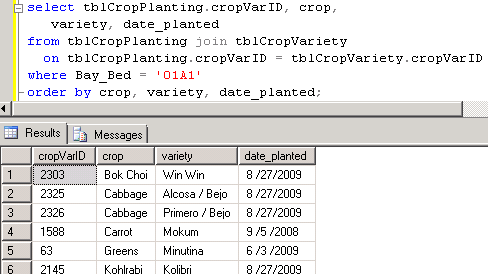 select tblCropPlanting.cropVarID, crop,
variety, date_planted
from tblCropPlanting join tblCropVariety
on tblCropPlanting.cropVarID = tblCropVariety.cropVarID
where Bay_Bed = '01A1'
order by crop, variety, date_planted;
Results Messages
cropVarID crop variety date_planted
1 2303 Bok Choi Win Win 8 /27/2009
2 2325 Cabbage Alcosa / Bejo 8 /27/2009
3 2326 Cabbage Primero / Bejo 8 /27/2009
4 1588 Carrot Mokum 9 /5 /2008
5 63 Greens Minutina 6 /3 /2009
6 2145 Kohlrabi Kolibri 8 /27/2009